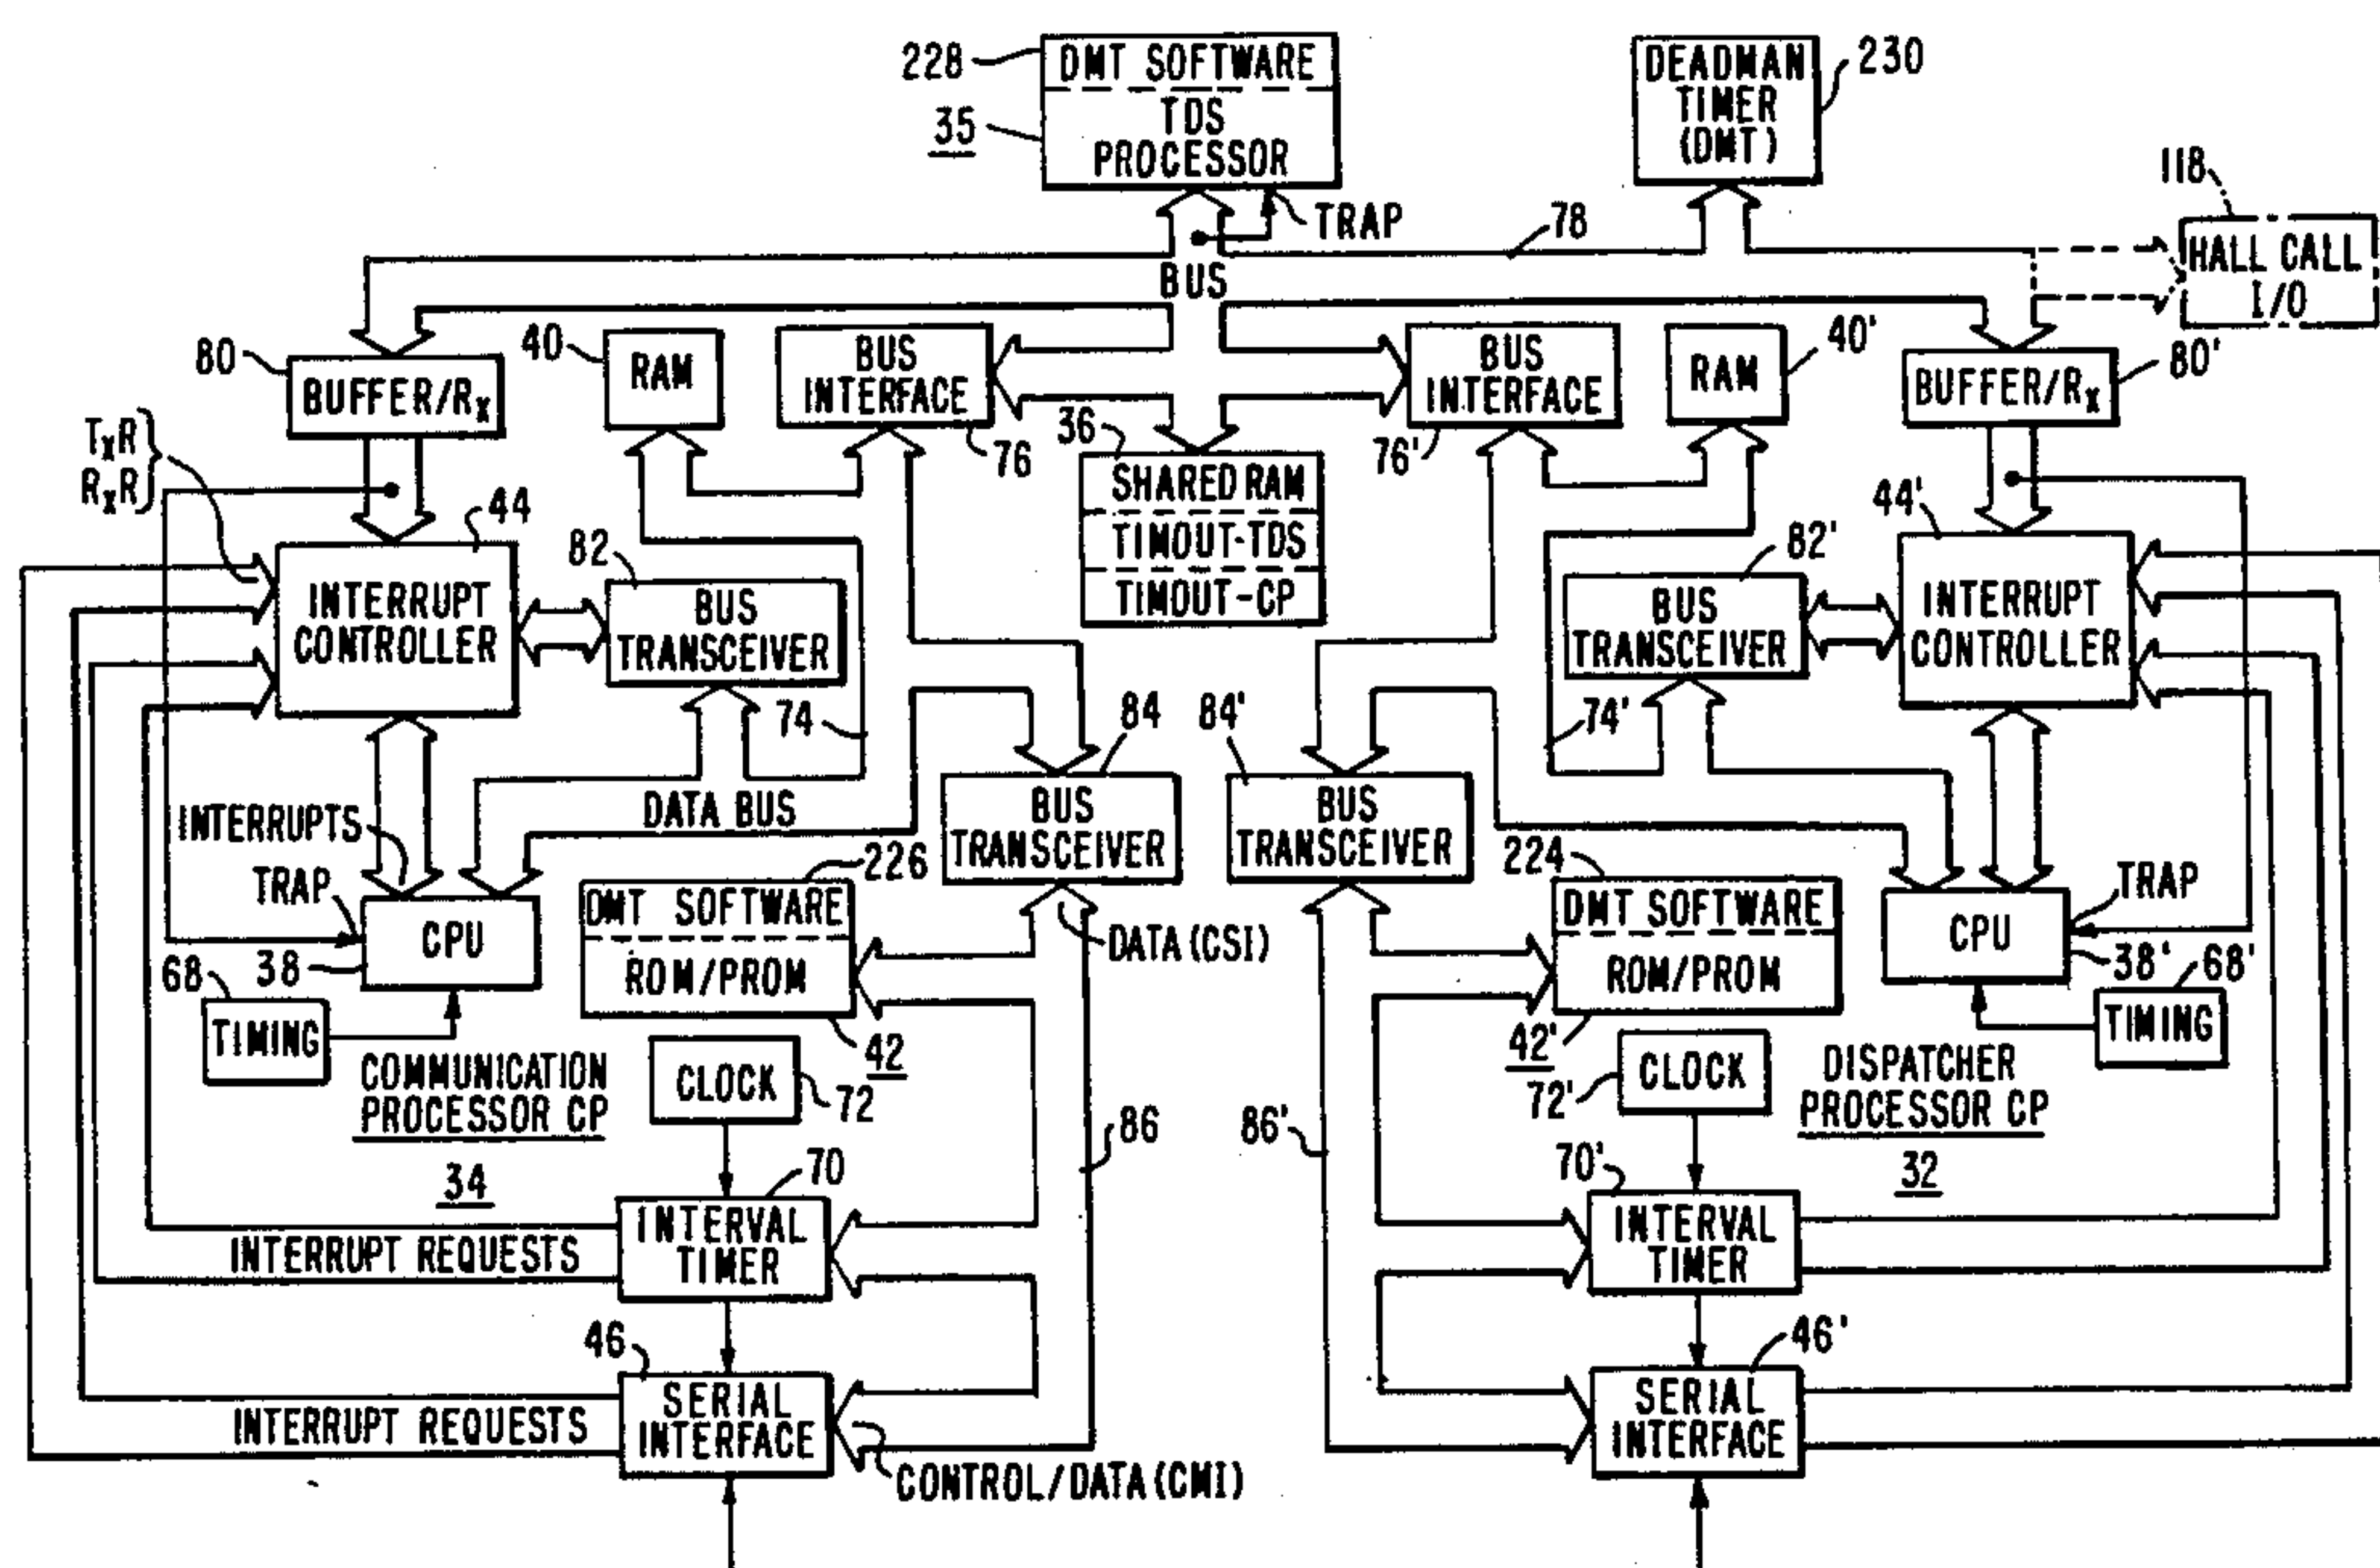 228
DMT SOFTWARE
35
TDS
PROCESSOR
DEADMAN
TIMER
(DMT)
230
118
HALL CALL
I/O
TRAP
78
BUS
80
BUFFER/Rx
40
RAM
BUS
INTERFACE
76
BUS
INTERFACE
76'
RAM
40'
BUFFER/Rx
80'
TxR
RxR
36
SHARED RAM
TIMOUT-TDS
TIMOUT-CP
44
INTERRUPT
CONTROLLER
82
BUS
TRANSCEIVER
82'
BUS
TRANSCEIVER
44'
INTERRUPT
CONTROLLER
74
84
84'
74'
INTERRUPTS
DATA BUS
BUS
TRANSCEIVER
BUS
TRANSCEIVER
TRAP
CPU
38
226
DMT SOFTWARE
ROM/PROM
42
DATA(CSI)
224
DMT SOFTWARE
ROM/PROM
42'
TRAP
CPU
38'
68
TIMING
68'
TIMING
COMMUNICATION
PROCESSOR CP
34
CLOCK
72
CLOCK
72'
DISPATCHER
PROCESSOR CP
32
86
86'
70
INTERVAL
TIMER
70'
INTERVAL
TIMER
INTERRUPT REQUESTS
46
SERIAL
INTERFACE
46'
SERIAL
INTERFACE
INTERRUPT REQUESTS
CONTROL/DATA(CMI)